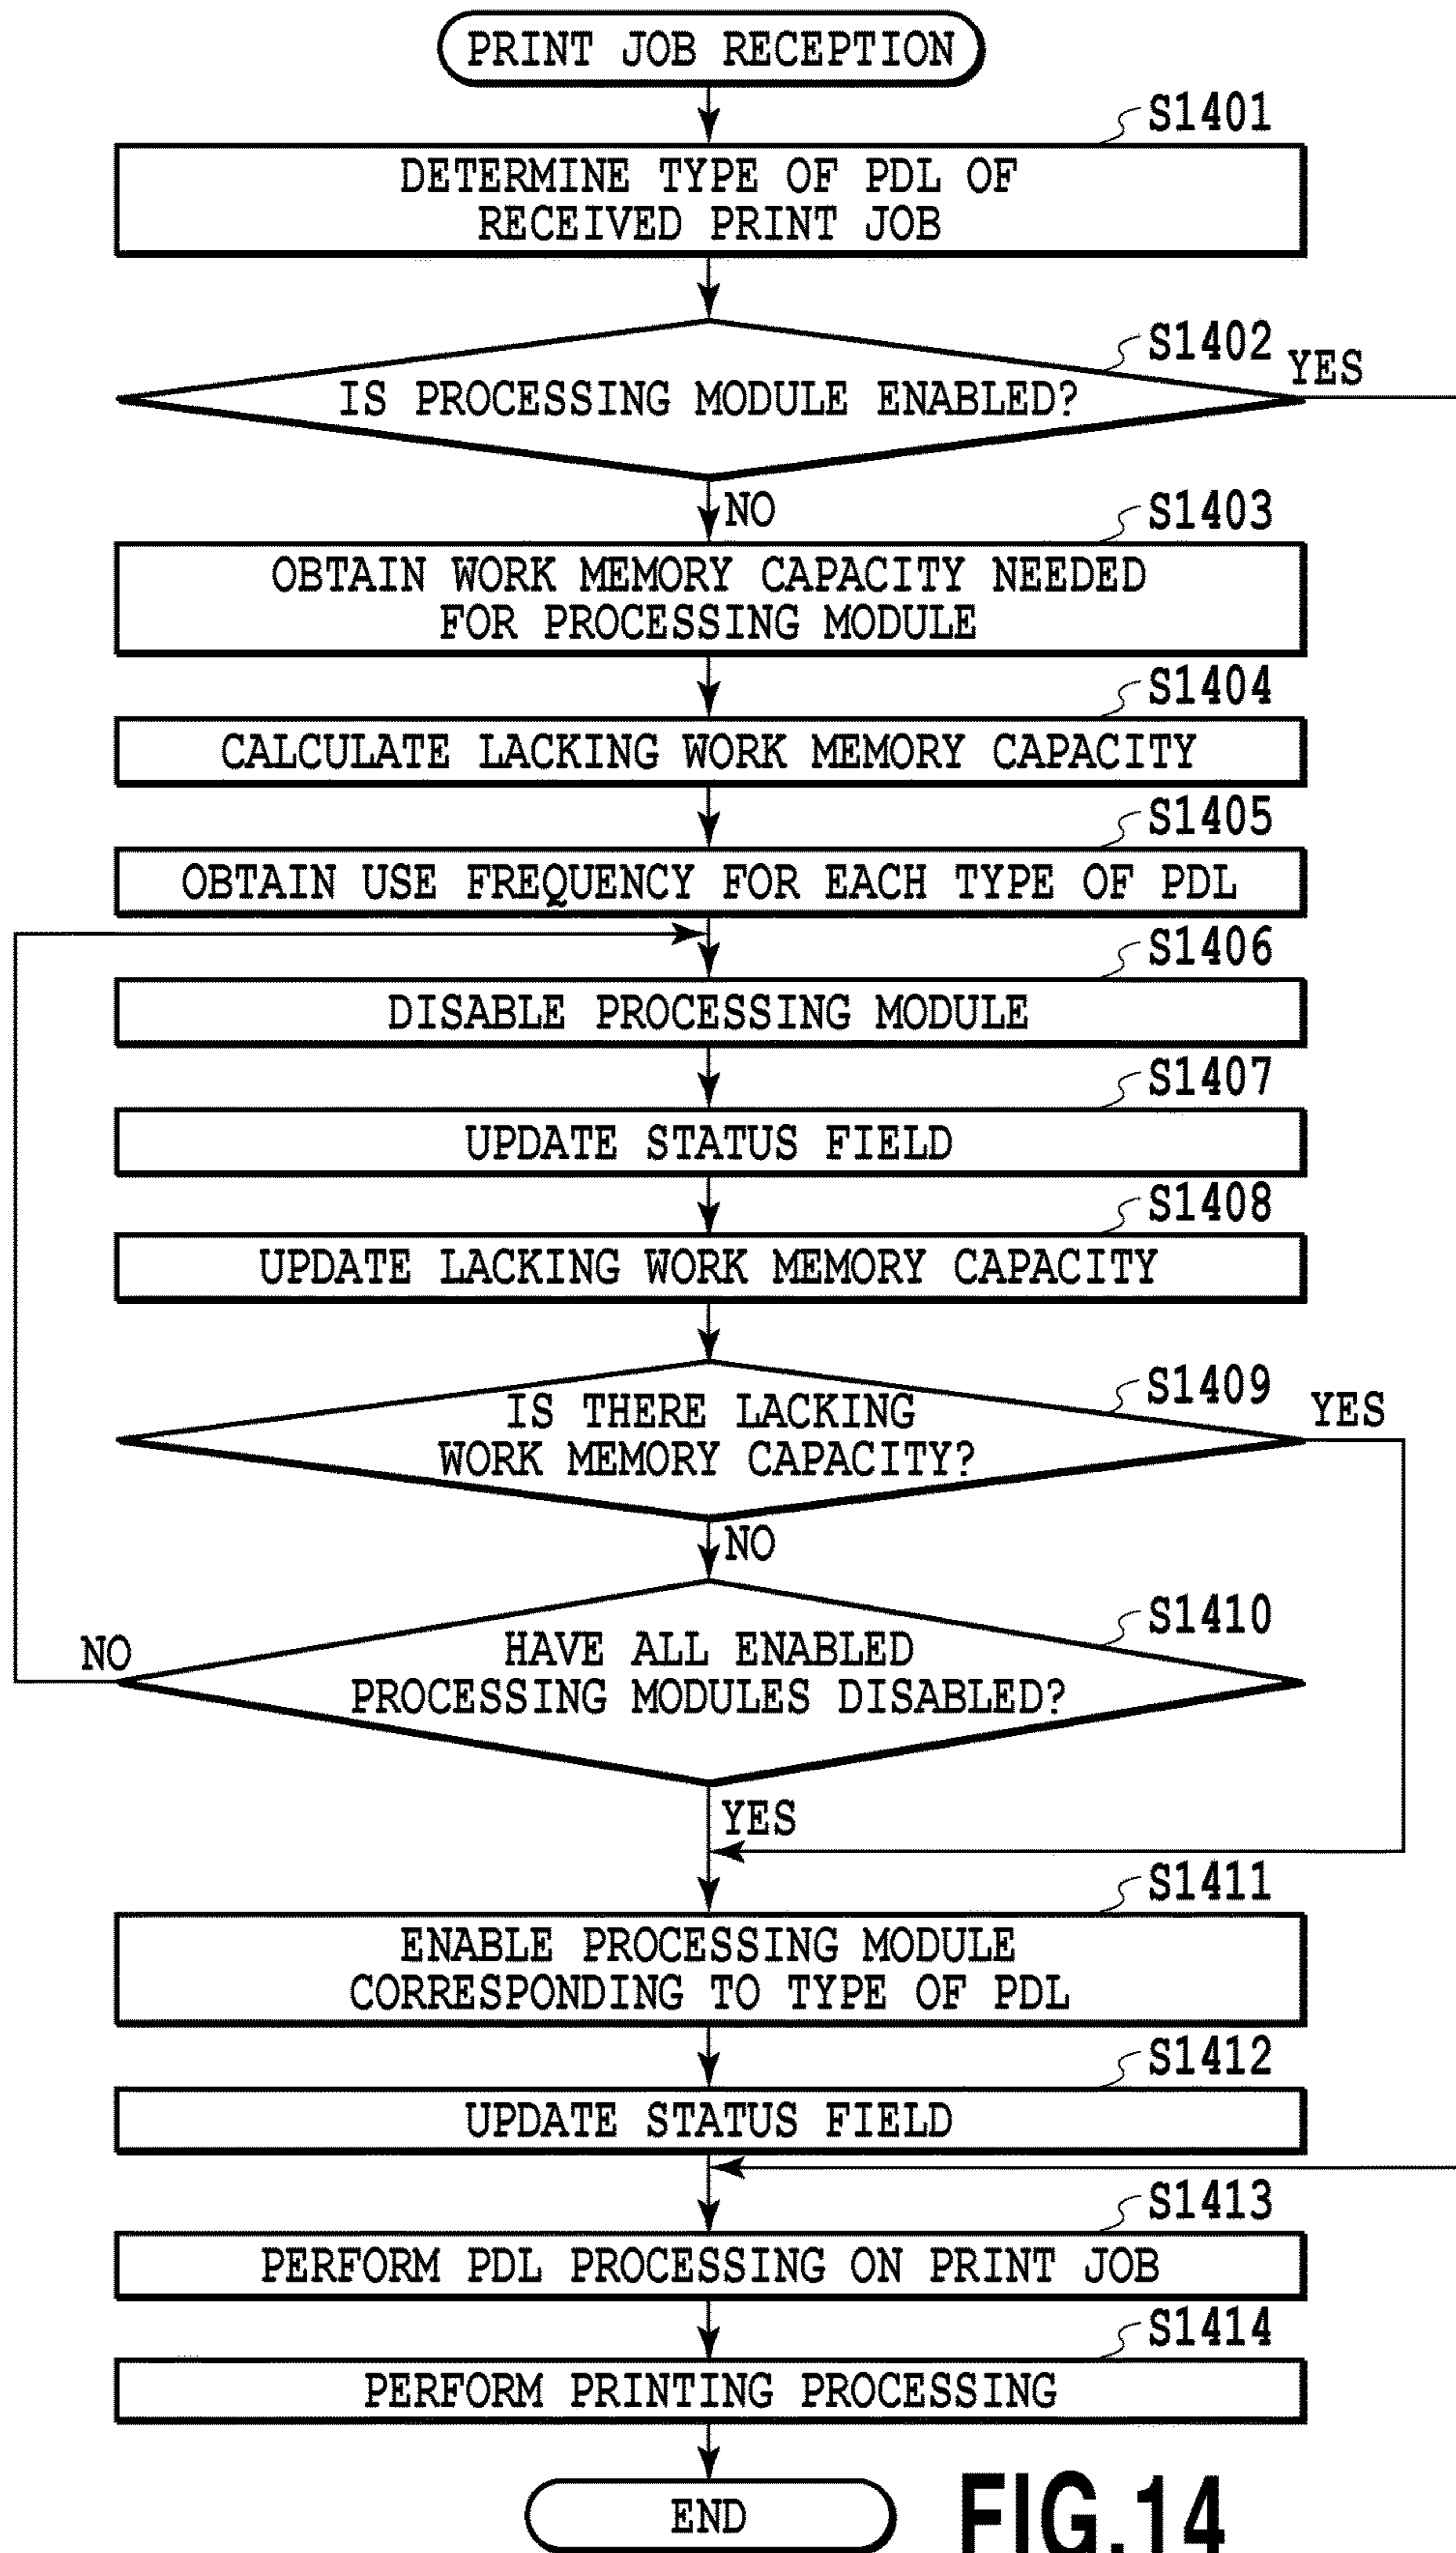 PRINT JOB RECEPTION
S1401
DETERMINE TYPE OF PDL OF
RECEIVED PRINT JOB
S1402
YES
IS PROCESSING MODULE ENABLED?
NO
S1403
OBTAIN WORK MEMORY CAPACITY NEEDED
FOR PROCESSING MODULE
S1404
CALCULATE LACKING WORK MEMORY CAPACITY
S1405
OBTAIN USE FREQUENCY FOR EACH TYPE OF PDL
S1406
DISABLE PROCESSING MODULE
S1407
UPDATE STATUS FIELD
S1408
UPDATE LACKING WORK MEMORY CAPACITY
S1409
YES
IS THERE LACKING
WORK MEMORY CAPACITY?
NO
S1410
NO
HAVE ALL ENABLED
PROCESSING MODULES DISABLED?
YES
S1411
ENABLE PROCESSING MODULE
CORRESPONDING TO TYPE OF PDL
S1412
UPDATE STATUS FIELD
S1413
PERFORM PDL PROCESSING ON PRINT JOB
S1414
PERFORM PRINTING PROCESSING
END
FIG.14